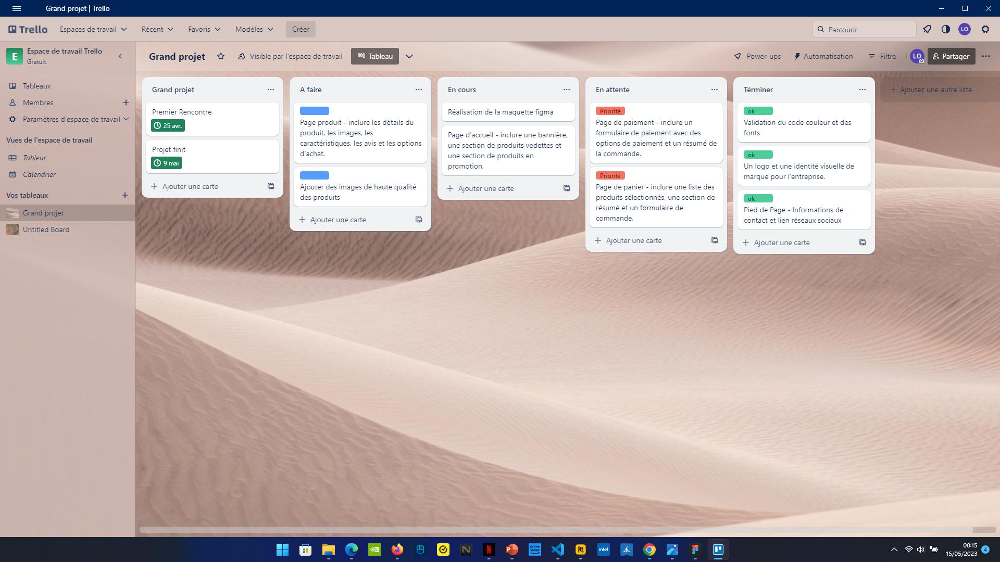 Grand projet | Trello
Trello
Espaces de travail
Récent
Favoris
Modèles
Créer
Parcourir
LO
E
Espace de travail Trello
Gratuit
Grand projet
Visible par l'espace de travail
Tableau
Power-ups
Automatisation
Filtre
LO
Partager
Tableaux
Membres
Paramètres d'espace de travail
Vues de l'espace de travail
Tableur
Calendrier
Vos tableaux
Grand projet
Untitled Board
Grand projet
Premier Rencontre
25 avr.
Projet finit
9 mai
Ajouter une carte
A faire
Page produit - inclure les détails du
produit, les images, les
caractéristiques, les avis et les options
d'achat.
Ajouter des images de haute qualité
des produits
Ajouter une carte
En cours
Réalisation de la maquette figma
Page d'accueil - inclure une bannière,
une section de produits vedettes et
une section de produits en
promotion.
Ajouter une carte
En attente
Priorité
Page de paiement - inclure un
formulaire de paiement avec des
options de paiement et un résumé de
la commande.
Priorité
Page de panier - inclure une liste des
produits sélectionnés, une section de
résumé et un formulaire de
commande.
Ajouter une carte
Términer
ok
Validation du code couleur et des
fonts
ok
Un logo et une identité visuelle de
marque pour l'entreprise.
ok
Pied de Page - Informations de
contact et lien réseaux sociaux
Ajouter une carte
Ajoutez une autre liste
N
N
P
prime video
intel
00:15
15/05/2023
4